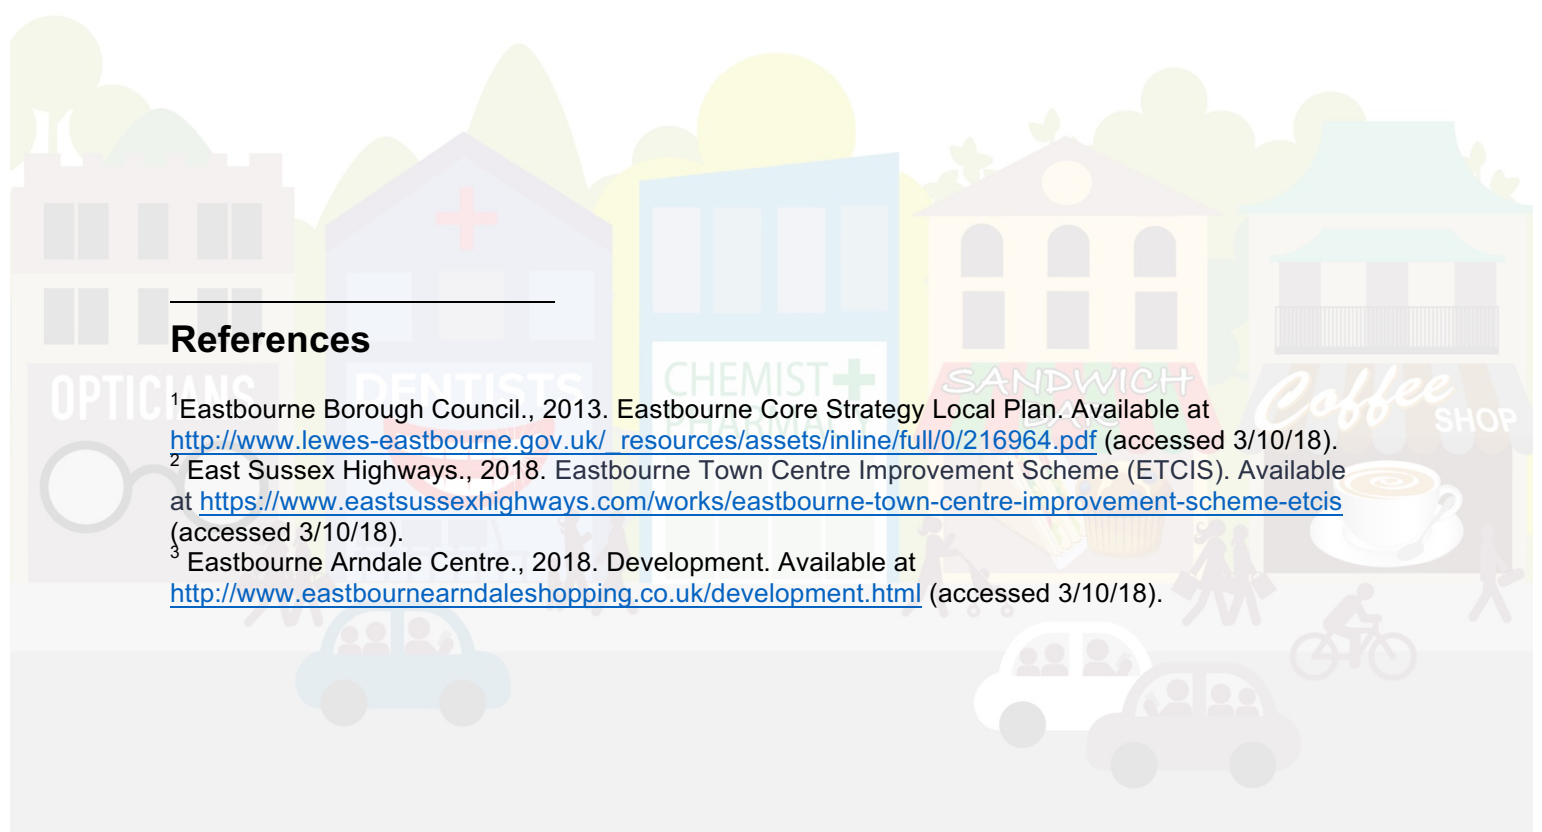 References
OPTICIANS
DENTISTS
CHEMIST
PHARMACY
SANDWICH
BAR
Coffee
SHOP
¹Eastbourne Borough Council., 2013. Eastbourne Core Strategy Local Plan. Available at
http://www.lewes-eastbourne.gov.uk/_resources/assets/inline/full/0/216964.pdf (accessed 3/10/18).
² East Sussex Highways., 2018. Eastbourne Town Centre Improvement Scheme (ETCIS). Available
at https://www.eastsussexhighways.com/works/eastbourne-town-centre-improvement-scheme-etcis
(accessed 3/10/18).
³ Eastbourne Arndale Centre., 2018. Development. Available at
http://www.eastbournearndaleshopping.co.uk/development.html (accessed 3/10/18).